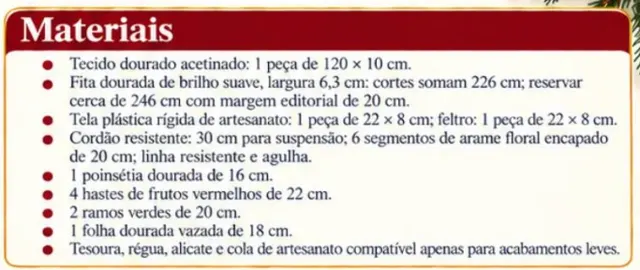 Materiais
● Tecido dourado acetinado: 1 peça de 120 × 10 cm.
● Fita dourada de brilho suave, largura 6,3 cm: cortes somam 226 cm; reservar
cerca de 246 cm com margem editorial de 20 cm.
● Tela plástica rígida de artesanato: 1 peça de 22 × 8 cm; feltro: 1 peça de 22 × 8 cm.
● Cordão resistente: 30 cm para suspensão; 6 segmentos de arame floral encapado
de 20 cm; linha resistente e agulha.
● 1 poinsétia dourada de 16 cm.
● 4 hastes de frutos vermelhos de 22 cm.
● 2 ramos verdes de 20 cm.
● 1 folha dourada vazada de 18 cm.
● Tesoura, régua, alicate e cola de artesanato compatível apenas para acabamentos leves.